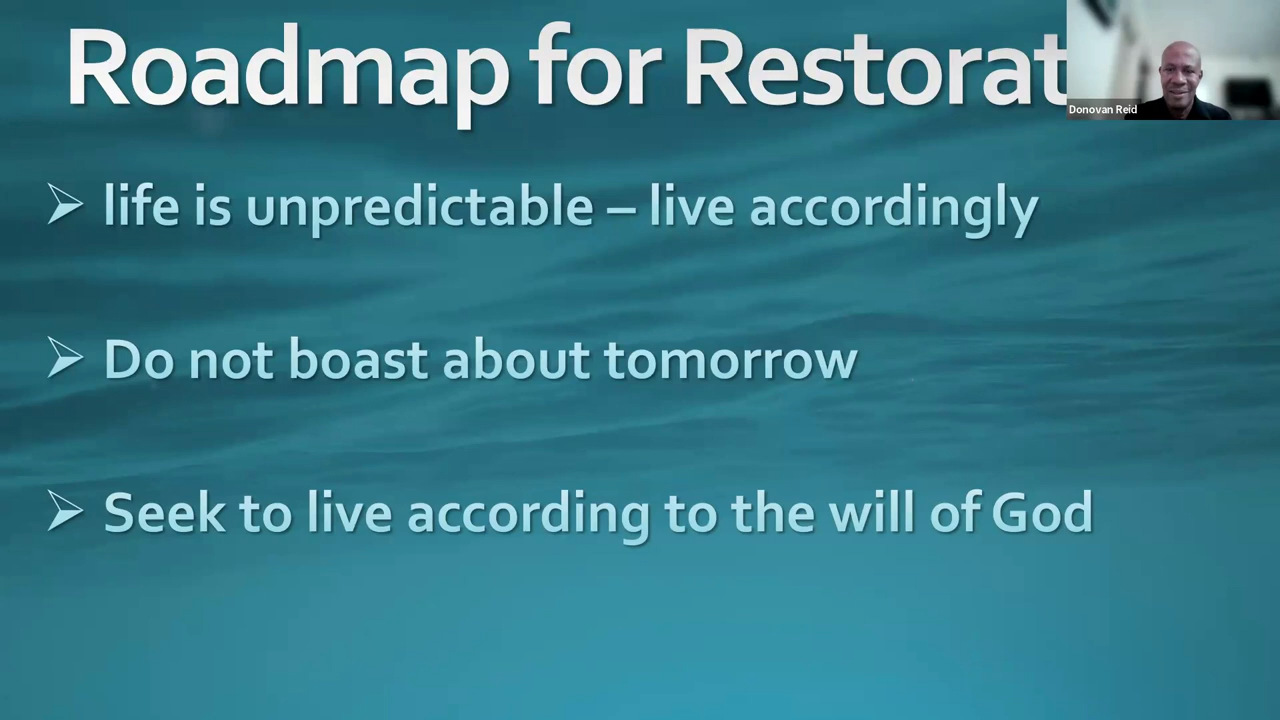 Roadmap for Restorat
Donovan Reid
life is unpredictable – live accordingly
Do not boast about tomorrow
Seek to live according to the will of God